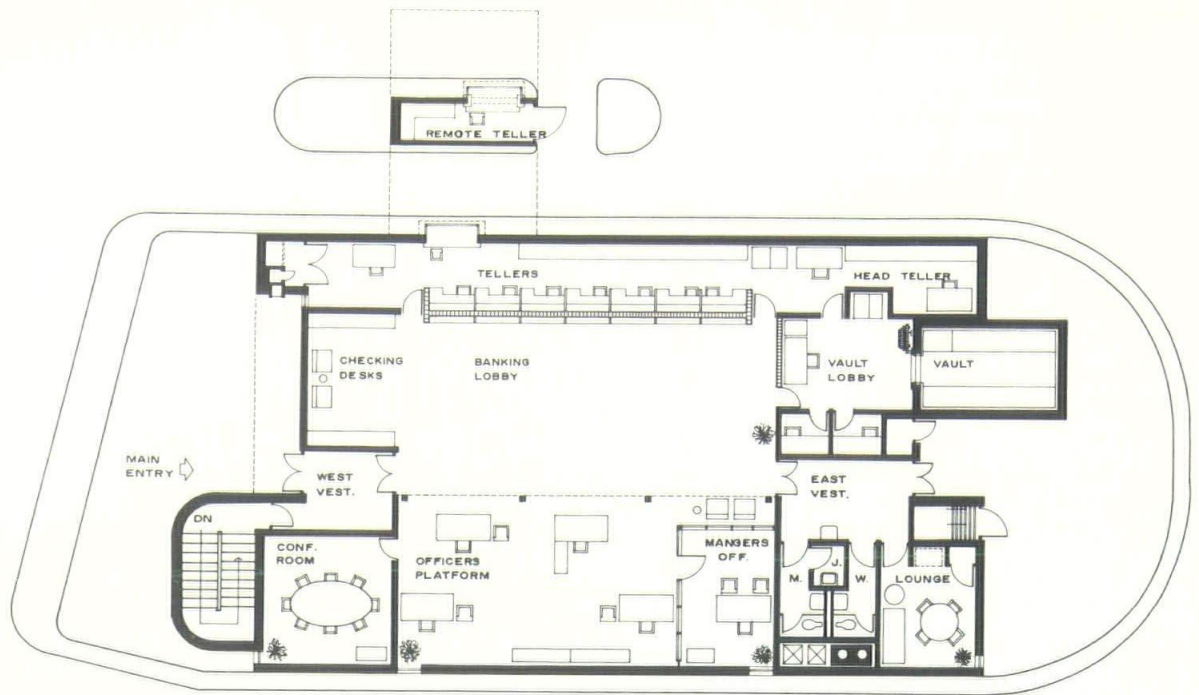 REMOTE TELLER
TELLERS
HEAD TELLER
CHECKING
DESKS
BANKING
LOBBY
VAULT
LOBBY
VAULT
MAIN
ENTRY
WEST
VEST.
EAST
VEST.
DN
CONF.
ROOM
OFFICERS
PLATFORM
MANGERS
OFF.
M.
J.
W.
LOUNGE